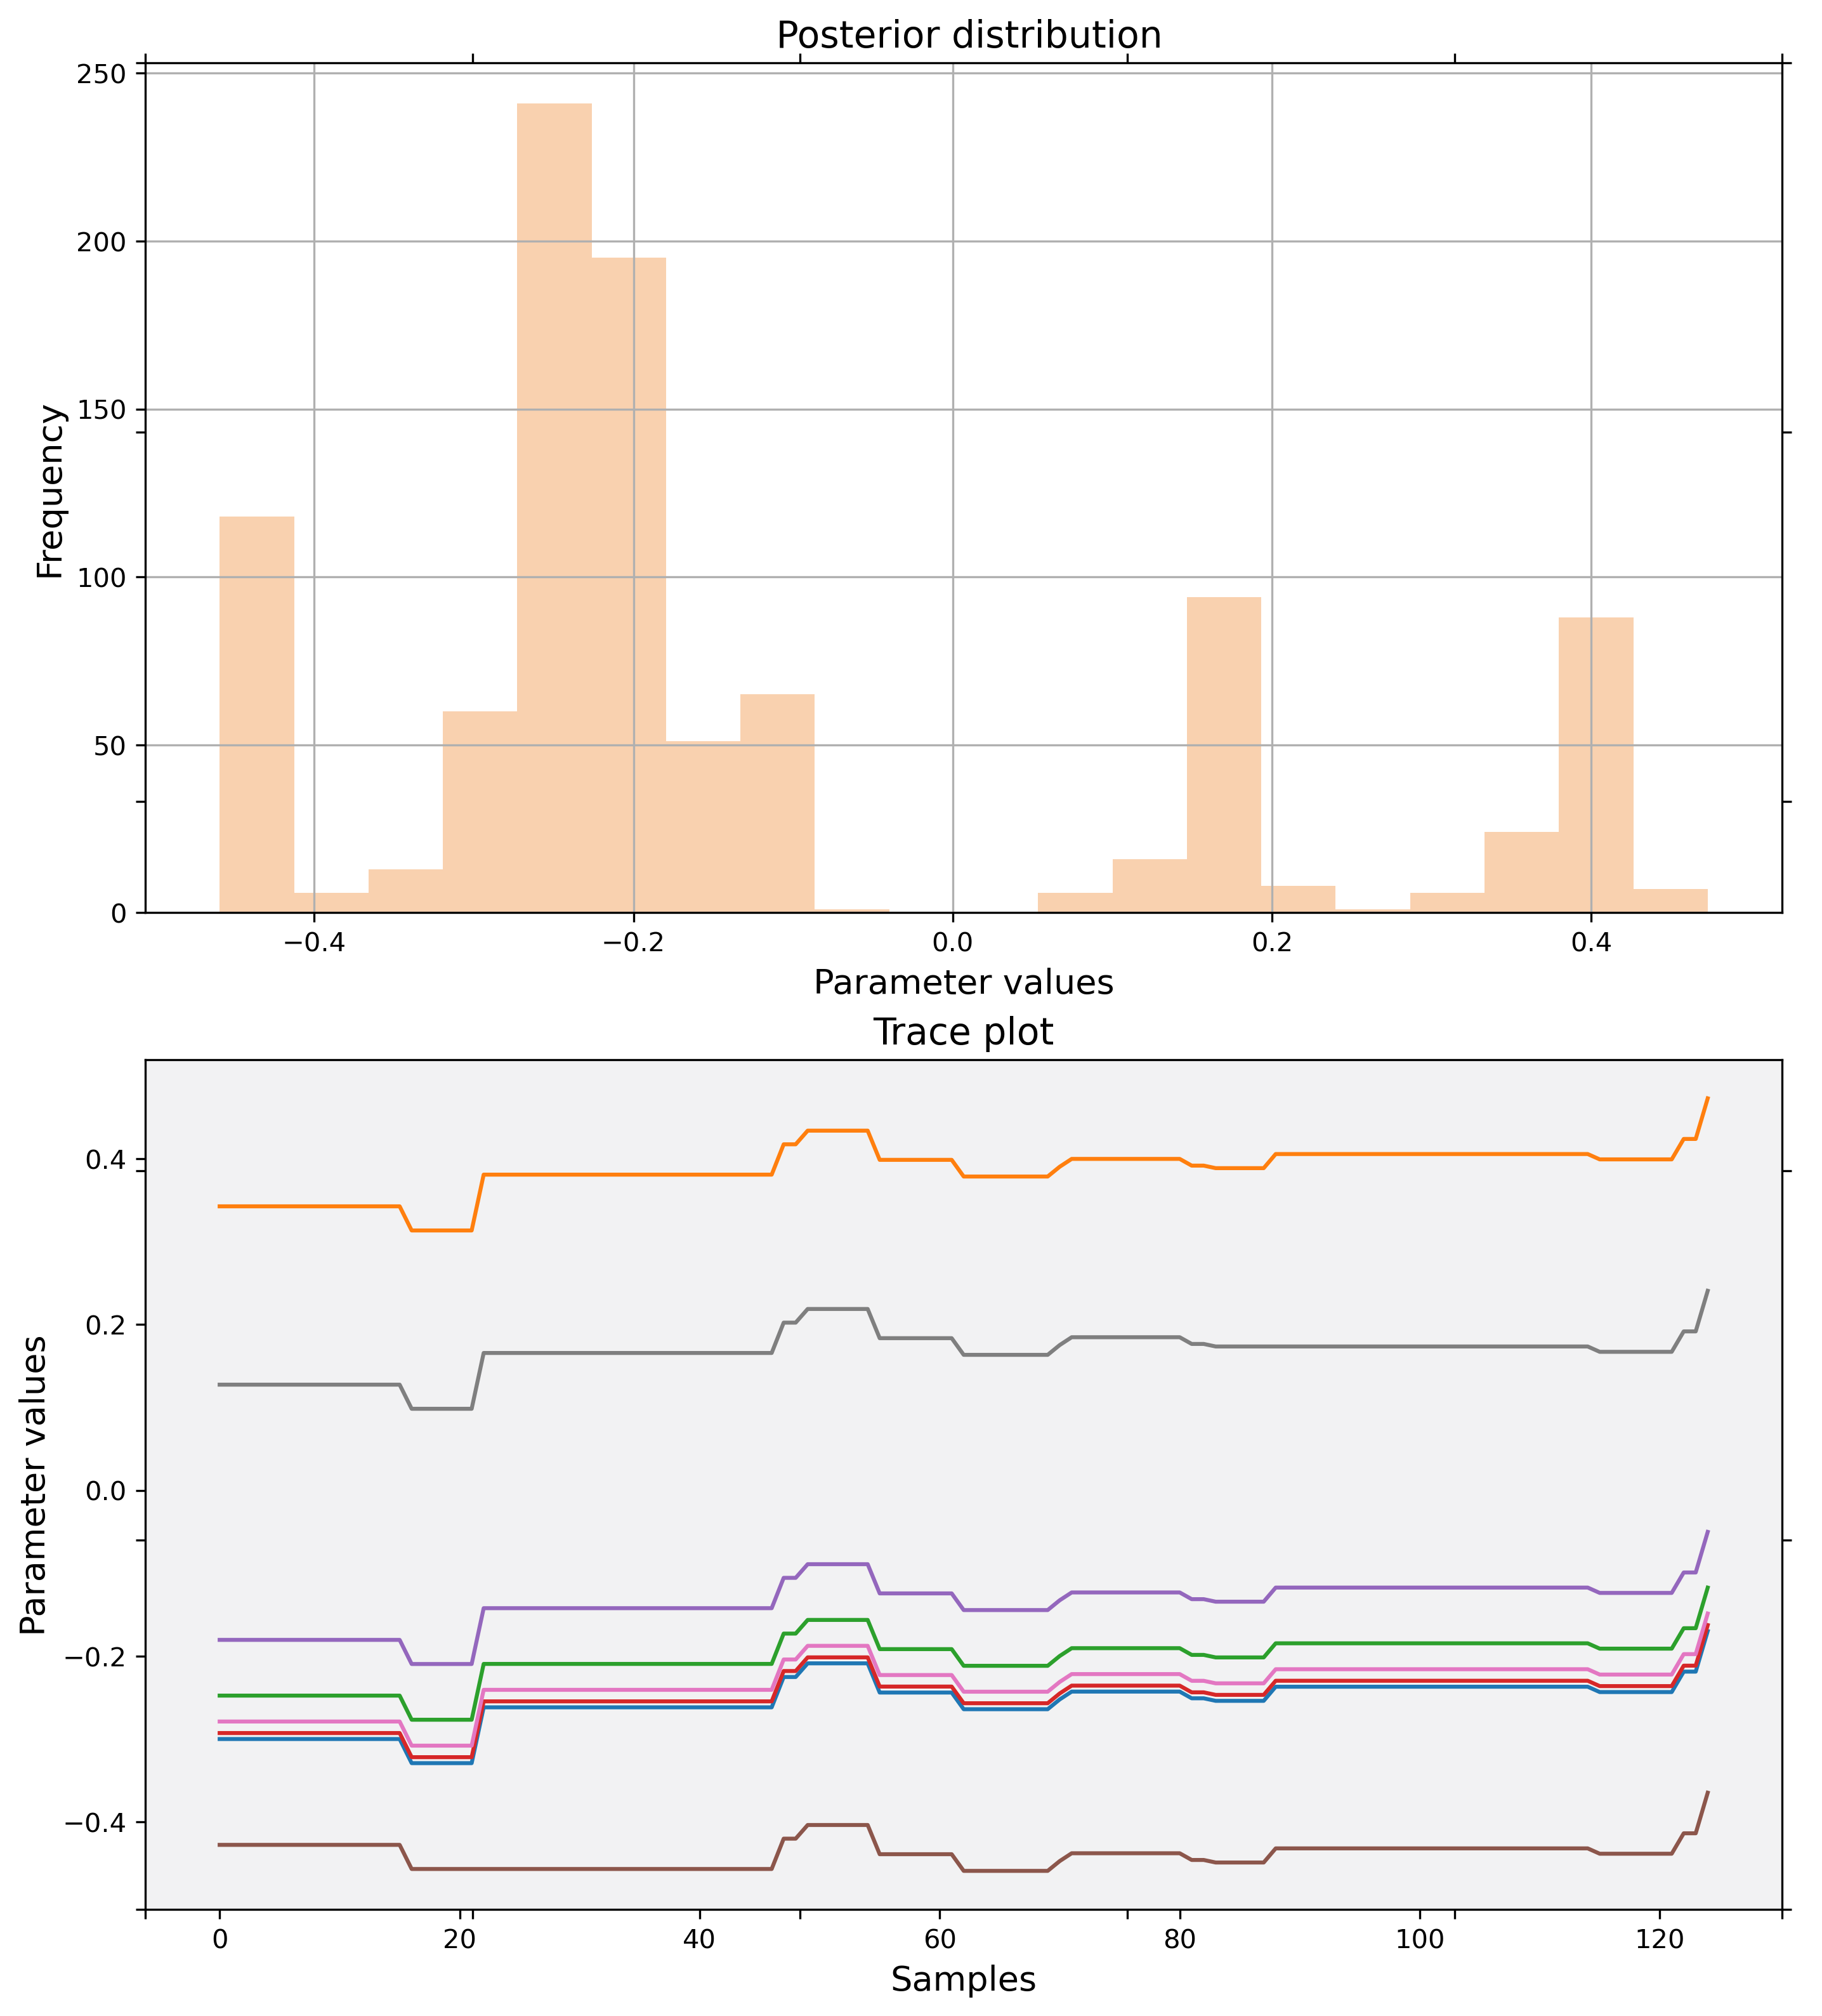 Posterior distribution
250
200
150
100
50
0
Frequency
−0.4 −0.2 0.0 0.2 0.4
Parameter values
Trace plot
0.4
0.2
0.0
−0.2
−0.4
Parameter values
0 20 40 60 80 100 120
Samples